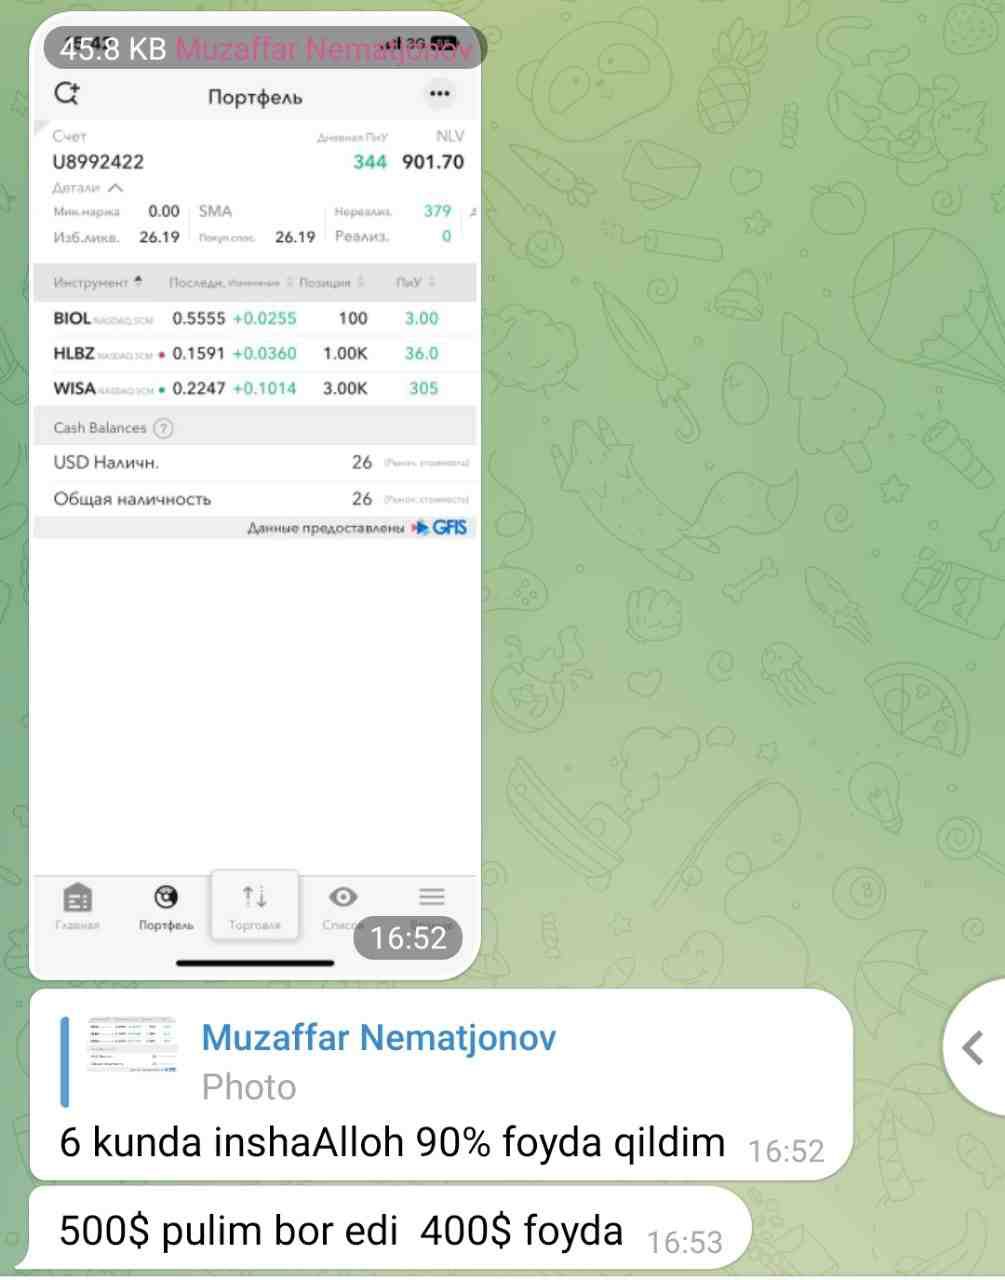 45.8 KB Muzaffar Nematjonov
Портфель
Счет Дневная ПиУ NLV
U8992422 344 901.70
Детали
Мин.маржа 0.00 SMA Нереализ. 379
Изб.ликв. 26.19 Покуп.спос. 26.19 Реализ. 0
Инструмент Последн. Изменение Позиция ПиУ
BIOL NASDAQ.SCM 0.5555 +0.0255 100 3.00
HLBZ NASDAQ.SCM 0.1591 +0.0360 1.00K 36.0
WISA NASDAQ.SCM 0.2247 +0.1014 3.00K 305
Cash Balances ?
USD Наличн. 26 (Рыноч. стоимость)
Общая наличность 26 (Рыноч. стоимость)
Данные предоставлены GFIS
Главная Портфель Торговля
16:52
Muzaffar Nematjonov
Photo
6 kunda inshaAlloh 90% foyda qildim 16:52
500$ pulim bor edi 400$ foyda 16:53